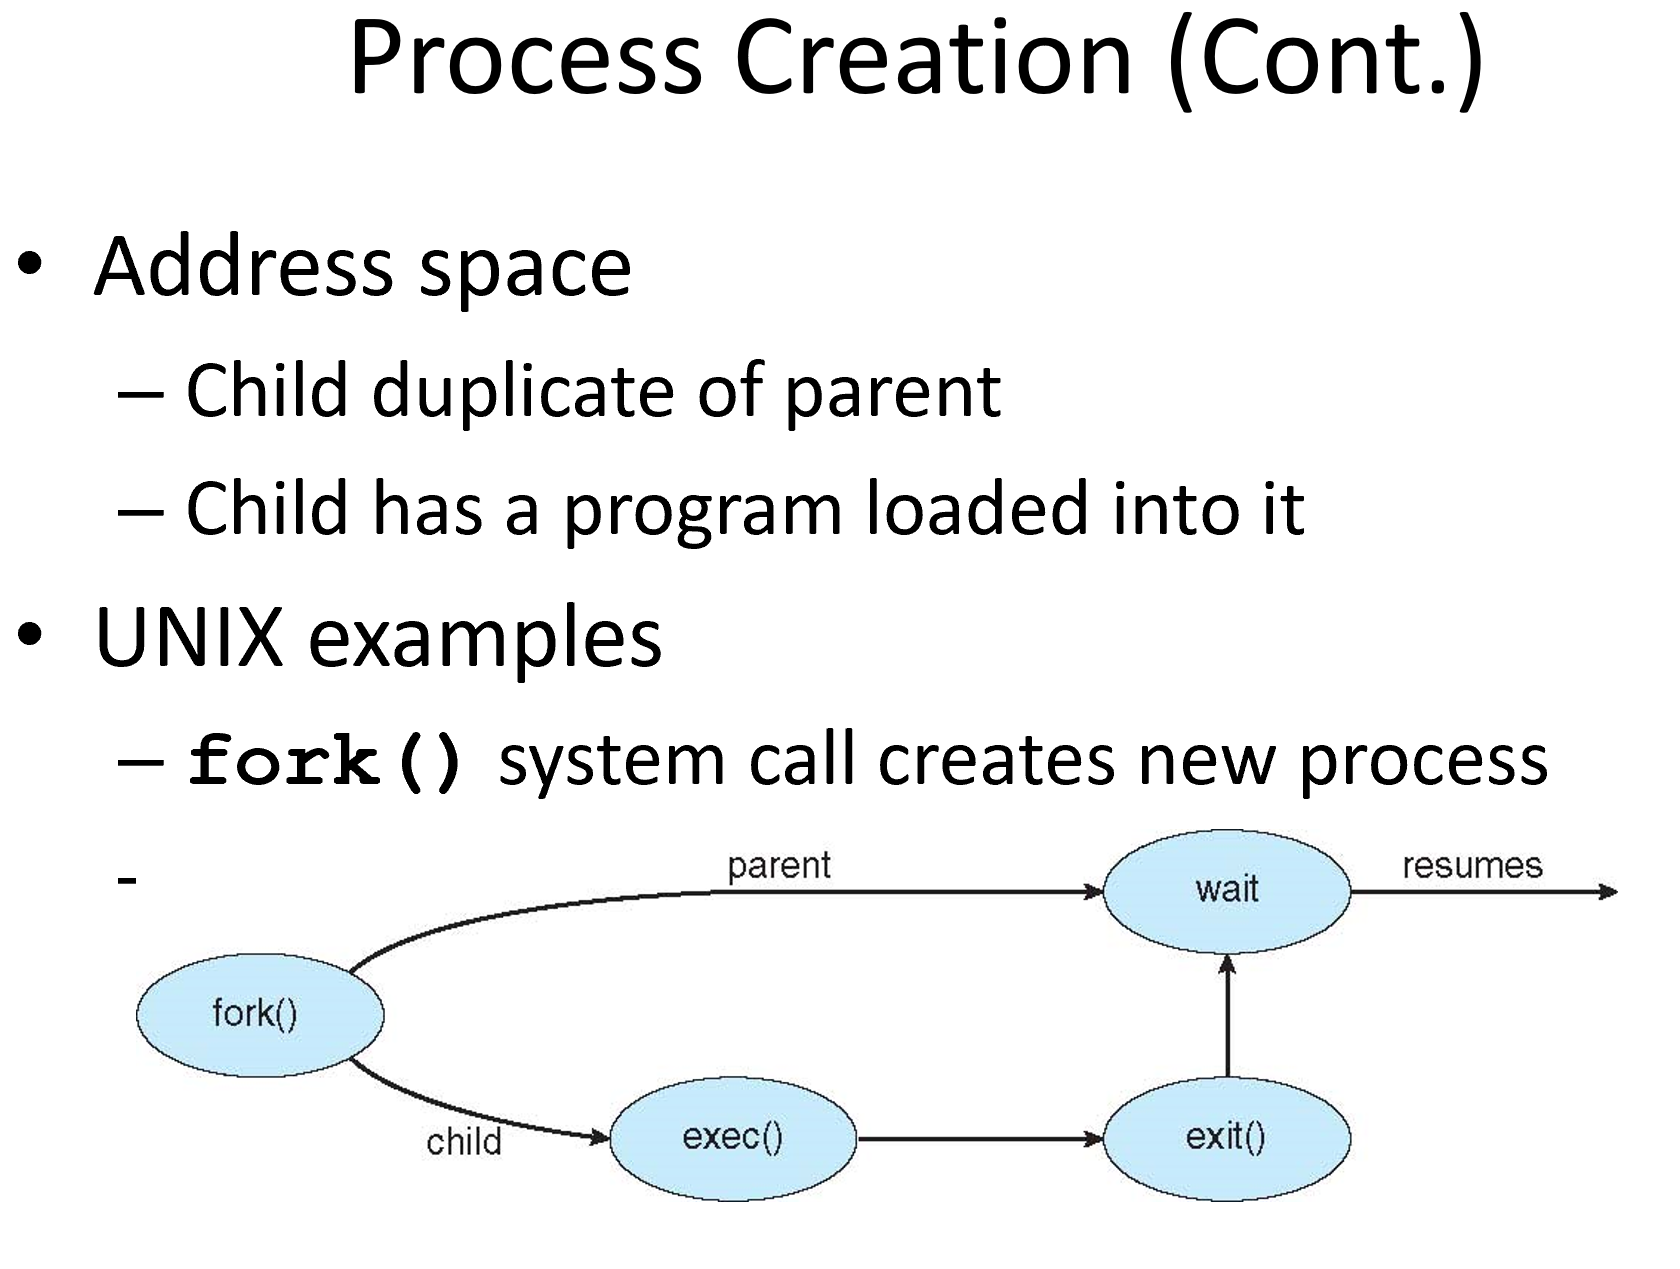 Process Creation (Cont.)
• Address space
– Child duplicate of parent
– Child has a program loaded into it
• UNIX examples
– fork() system call creates new process
-
parent
wait
resumes
fork()
child
exec()
exit()